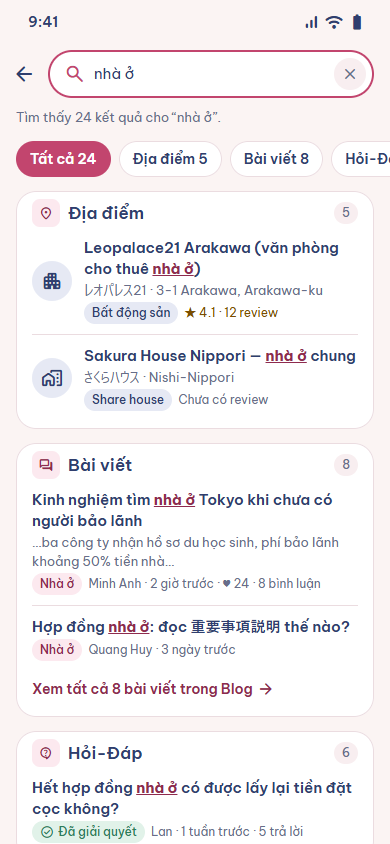 9:41
nhà ở
Tìm thấy 24 kết quả cho “nhà ở”.
Tất cả 24
Địa điểm 5
Bài viết 8
Hỏi-Đ
Địa điểm
5
Leopalace21 Arakawa (văn phòng
cho thuê nhà ở)
レオパレス21 · 3-1 Arakawa, Arakawa-ku
Bất động sản ★ 4.1 · 12 review
Sakura House Nippori — nhà ở chung
さくらハウス · Nishi-Nippori
Share house Chưa có review
Bài viết
8
Kinh nghiệm tìm nhà ở Tokyo khi chưa có
người bảo lãnh
…ba công ty nhận hồ sơ du học sinh, phí bảo lãnh
khoảng 50% tiền nhà…
Nhà ở Minh Anh · 2 giờ trước · ♥ 24 · 8 bình luận
Hợp đồng nhà ở: đọc 重要事項説明 thế nào?
Nhà ở Quang Huy · 3 ngày trước
Xem tất cả 8 bài viết trong Blog →
Hỏi-Đáp
6
Hết hợp đồng nhà ở có được lấy lại tiền đặt
cọc không?
Đã giải quyết Lan · 1 tuần trước · 5 trả lời